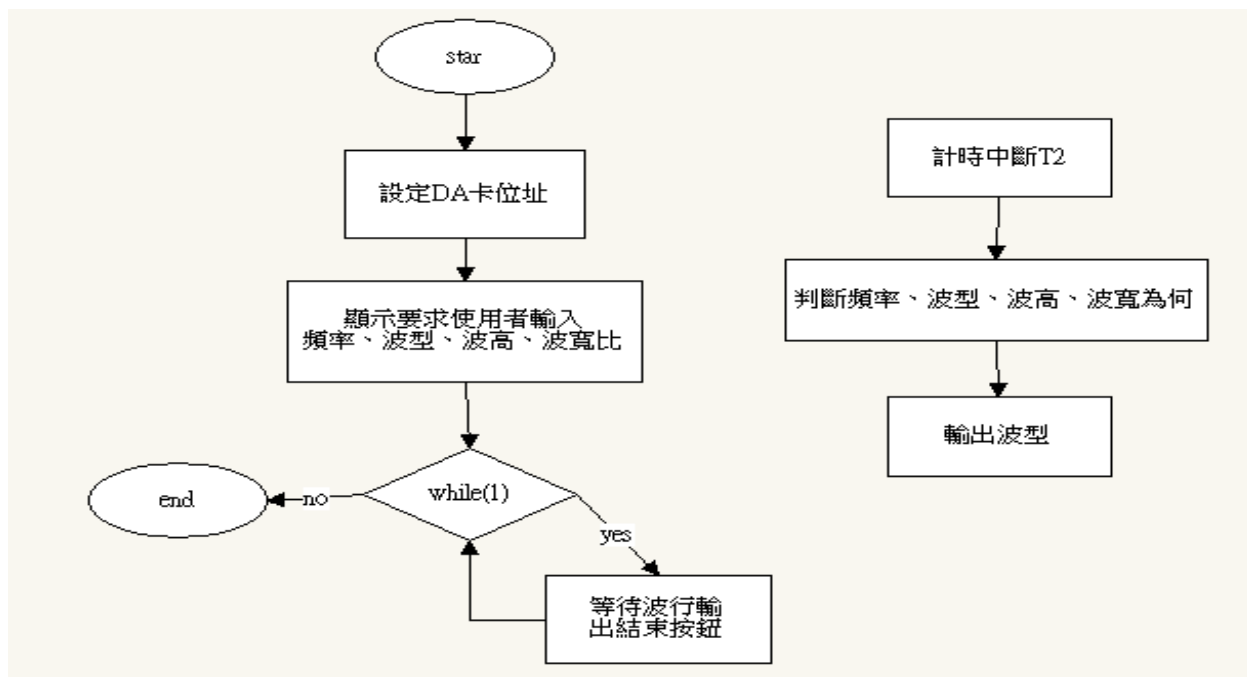 star
設定DA卡位址
顯示要求使用者輸入
頻率、波型、波高、波寬比
while(1)
no
end
yes
等待波行輸
出結束按鈕
計時中斷T2
判斷頻率、波型、波高、波寬為何
輸出波型